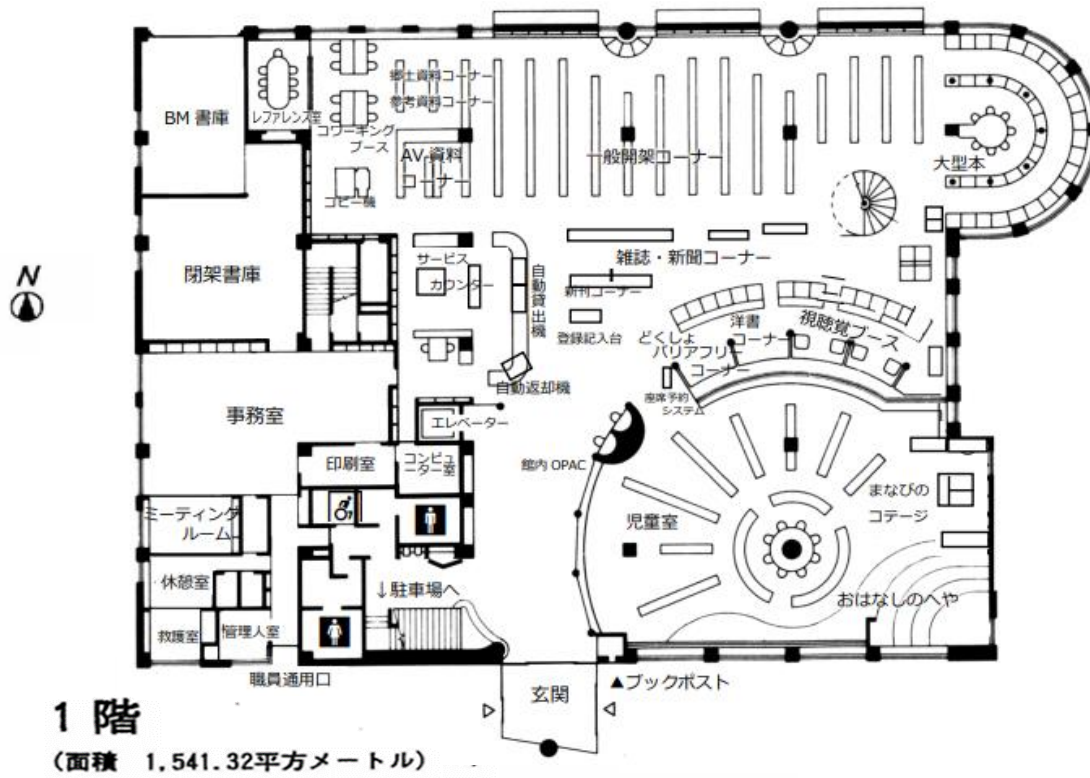 BM 書庫
レファレンス室
郷土資料コーナー
参考資料コーナー
コワーキング
ブース
AV 資料
コーナー
コピー機
一般開架コーナー
大型本
N
閉架書庫
サービス
カウンター
自動貸出機
雑誌・新聞コーナー
新刊コーナー
登録記入台
洋書
コーナー
視聴覚ブース
どくしょ
バリアフリー
コーナー
座席予約
システム
自動返却機
事務室
エレベーター
印刷室
コンピュ
ーター室
館内 OPAC
まなびの
コテージ
児童室
ミーティング
ルーム
休憩室
↓駐車場へ
おはなしのへや
救護室
管理人室
職員通用口
玄関
▲ブックポスト
1 階
(面積 1,541.32平方メートル)